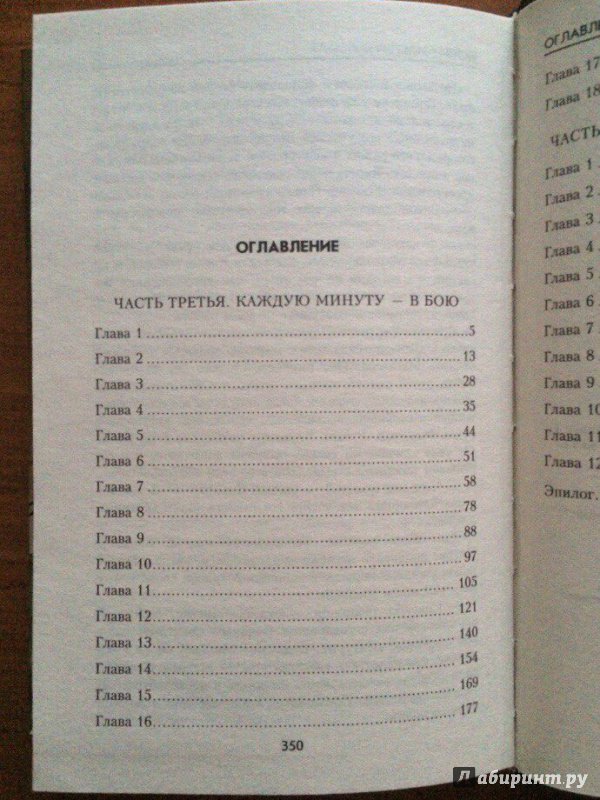 ОГЛАВЛЕНИЕ
ЧАСТЬ ТРЕТЬЯ. КАЖДУЮ МИНУТУ — В БОЮ
Глава 1 5
Глава 2 13
Глава 3 28
Глава 4 35
Глава 5 44
Глава 6 51
Глава 7 58
Глава 8 78
Глава 9 88
Глава 10 97
Глава 11 105
Глава 12 121
Глава 13 140
Глава 14 154
Глава 15 169
Глава 16 177
350
Глава 17
Глава 18
ЧАСТЬ
Глава 1
Глава 2
Глава 3
Глава 4
Глава 5
Глава 6
Глава 7
Глава 8
Глава 9
Глава 10
Глава 11
Глава 12
Эпилог.
Лабиринт.ру